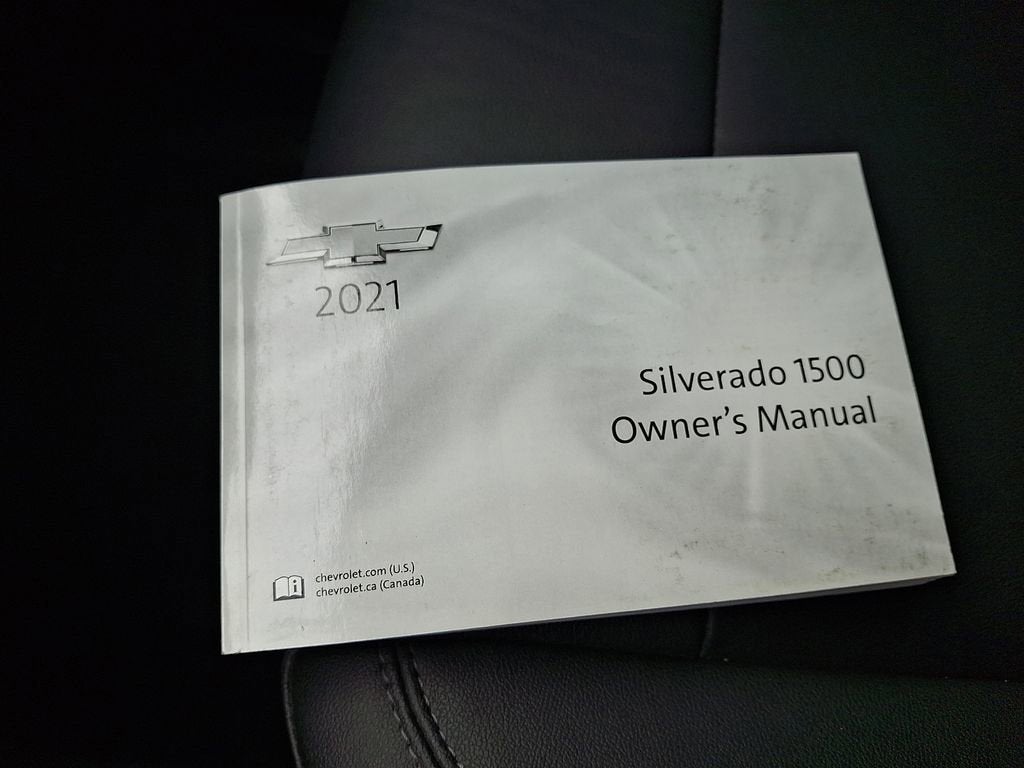 2021
Silverado 1500
Owner's Manual
chevrolet.com (U.S.)
chevrolet.ca (Canada)